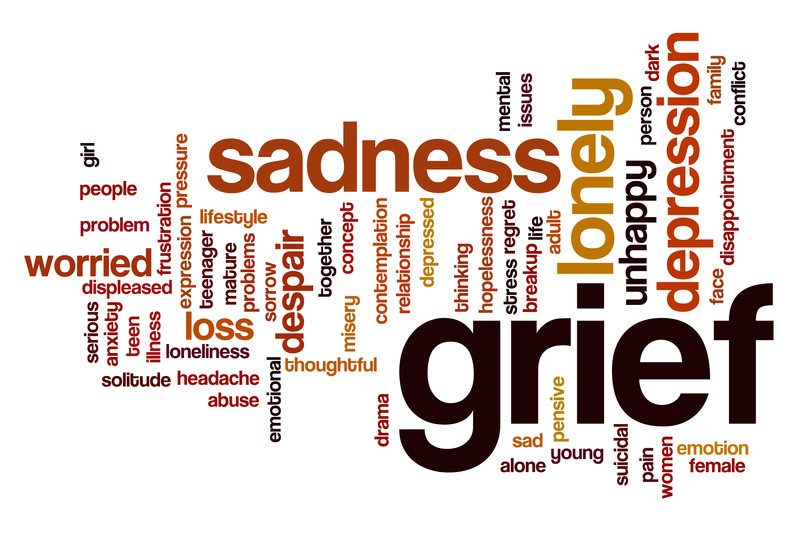 grief
sadness
lonely
depression
unhappy
despair
worried
loss
girl
people
problem
displeased
frustration
pressure
expression
lifestyle
teenager
mature
problems
sorrow
together
concept
misery
contemplation
relationship
depressed
thinking
hopelessness
stress
regret
breakup
life
adult
mental
issues
person
dark
family
conflict
disappointment
face
serious
anxiety
teen
illness
loneliness
solitude
headache
abuse
emotional
thoughtful
drama
sad
pensive
alone
young
suicidal
pain
women
emotion
female